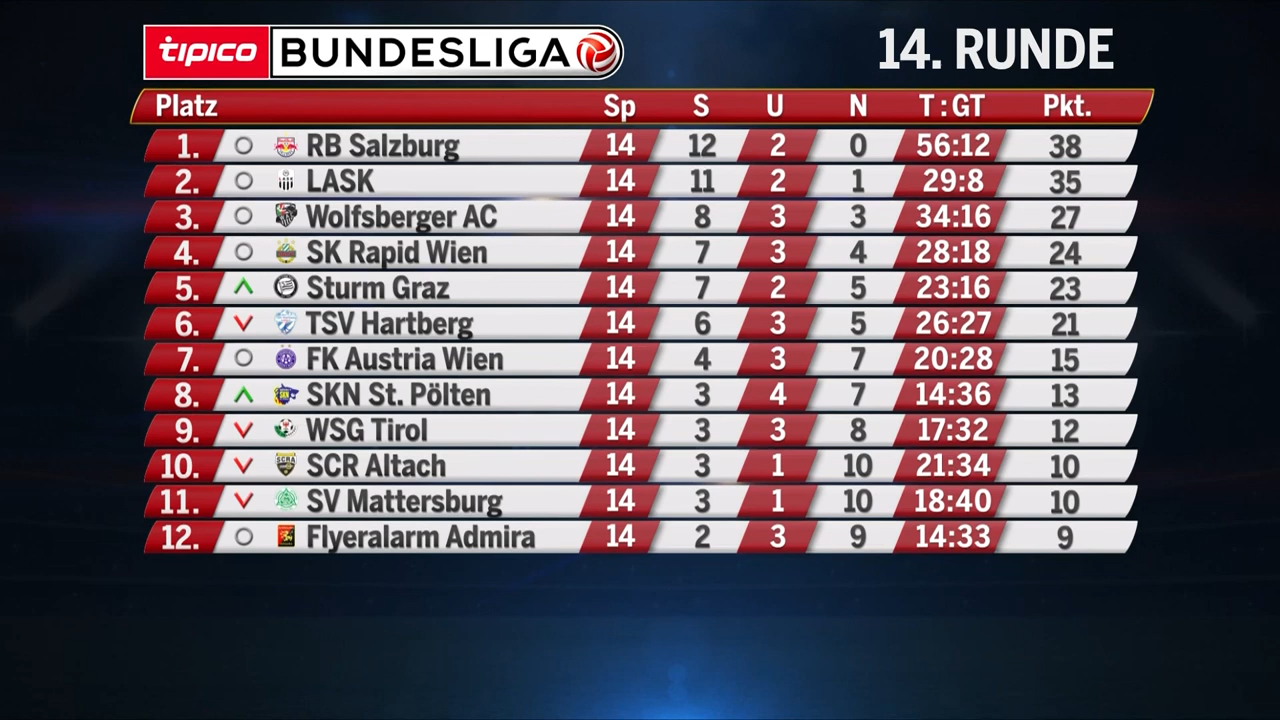 tipico BUNDESLIGA 14. RUNDE
Platz Sp S U N T:GT Pkt.
1. RB Salzburg 14 12 2 0 56:12 38
2. LASK 14 11 2 1 29:8 35
3. Wolfsberger AC 14 8 3 3 34:16 27
4. SK Rapid Wien 14 7 3 4 28:18 24
5. Sturm Graz 14 7 2 5 23:16 23
6. TSV Hartberg 14 6 3 5 26:27 21
7. FK Austria Wien 14 4 3 7 20:28 15
8. SKN St. Pölten 14 3 4 7 14:36 13
9. WSG Tirol 14 3 3 8 17:32 12
10. SCR Altach 14 3 1 10 21:34 10
11. SV Mattersburg 14 3 1 10 18:40 10
12. Flyeralarm Admira 14 2 3 9 14:33 9